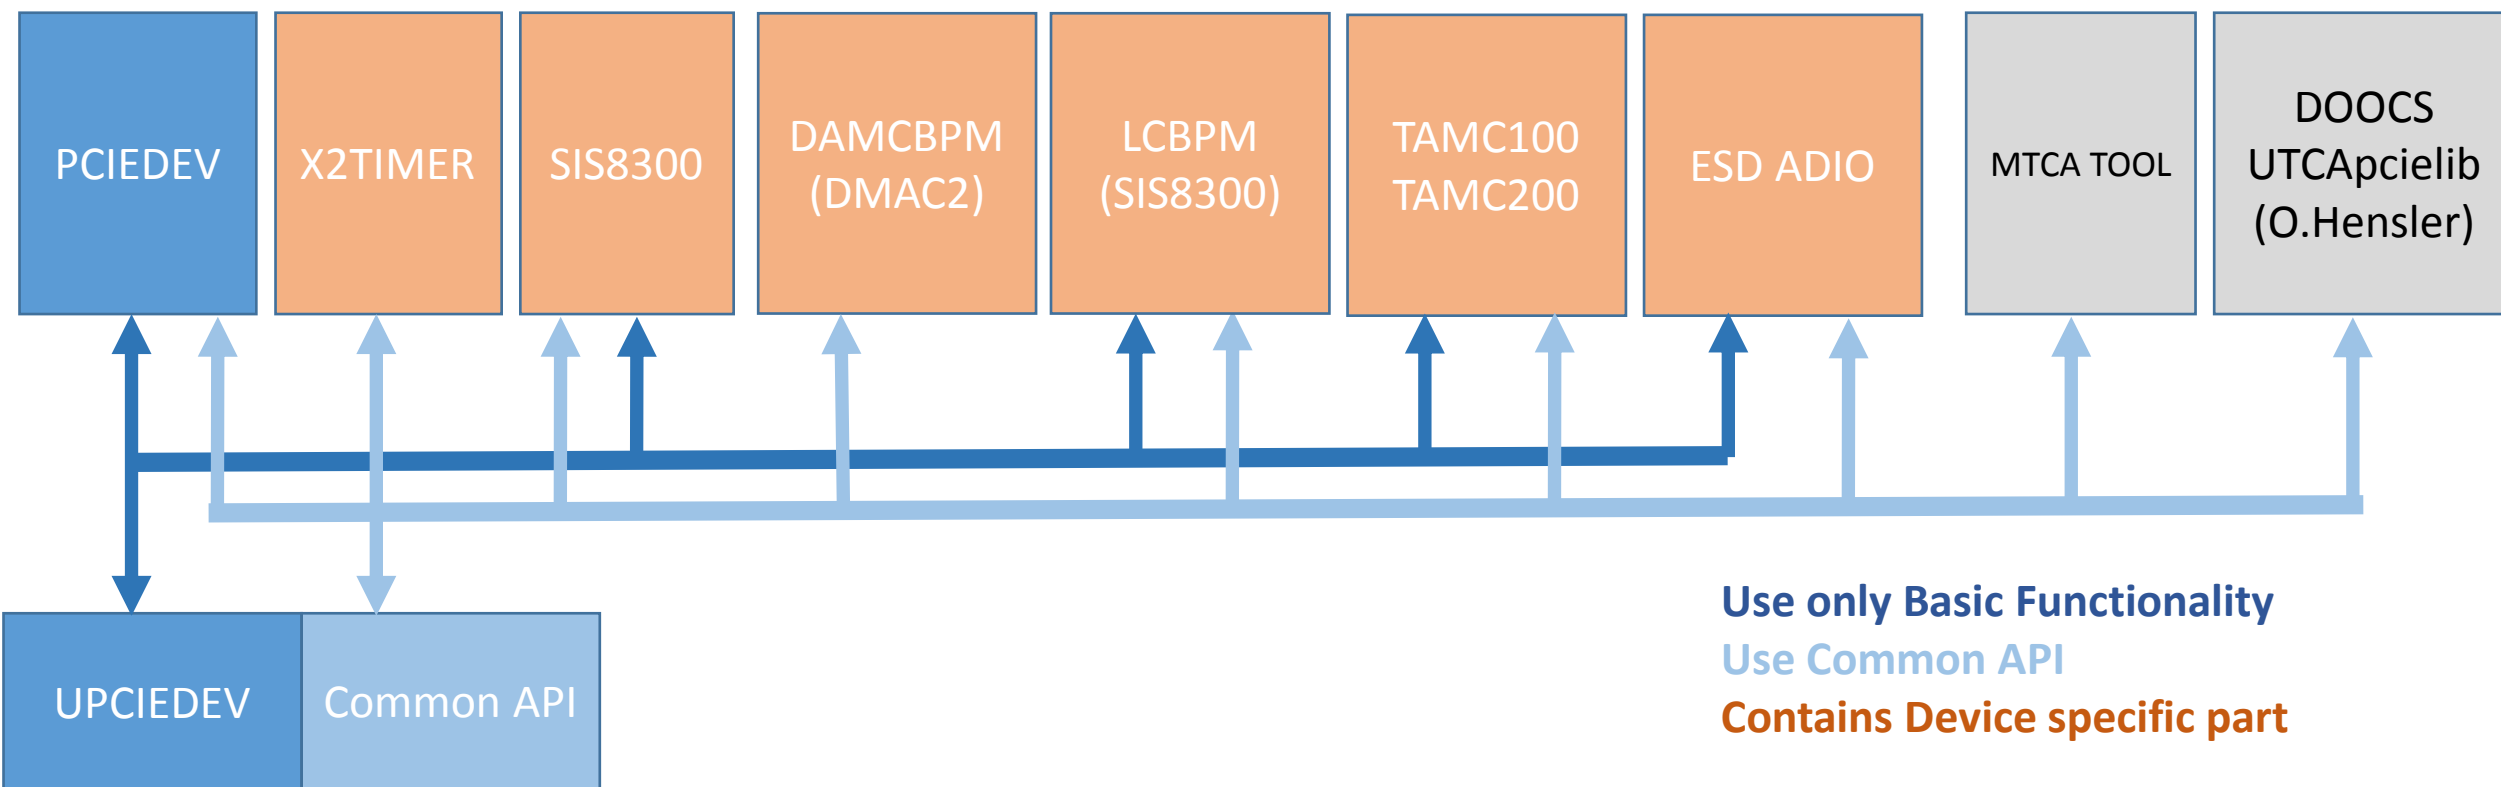 PCIEDEV
X2TIMER
SIS8300
DAMCBPM
(DMAC2)
LCBPM
(SIS8300)
TAMC100
TAMC200
ESD ADIO
MTCA TOOL
DOOCS
UTCApcielib
(O.Hensler)
UPCIEDEV
Common API
Use only Basic Functionality
Use Common API
Contains Device specific part